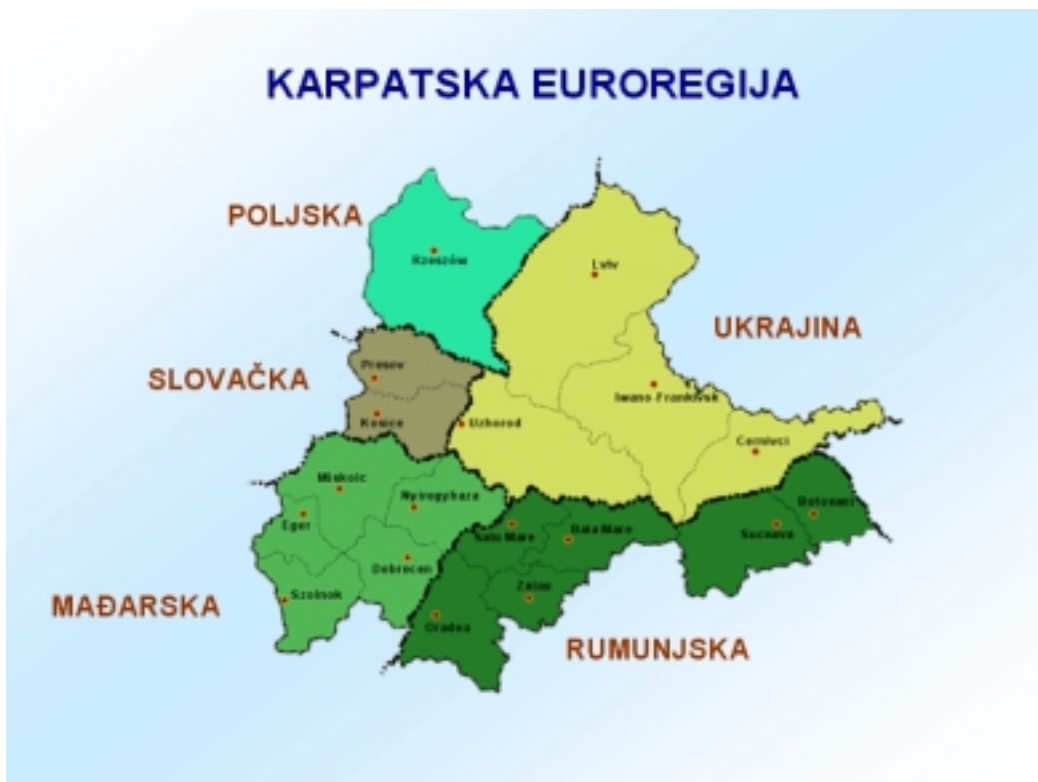 KARPATSKA EUROREGIJA
POLJSKA
Rzeszów
Lviv
UKRAJINA
SLOVAČKA
Presov
Iwano-Frankivsk
Kosice
Uzhorod
Cernivci
Miskolc
Nyiregyhaza
Botosani
Eger
Satu Mare
Baia Mare
Suceava
Debrecen
Szolnok
Zalau
MAĐARSKA
Oradea
RUMUNJSKA